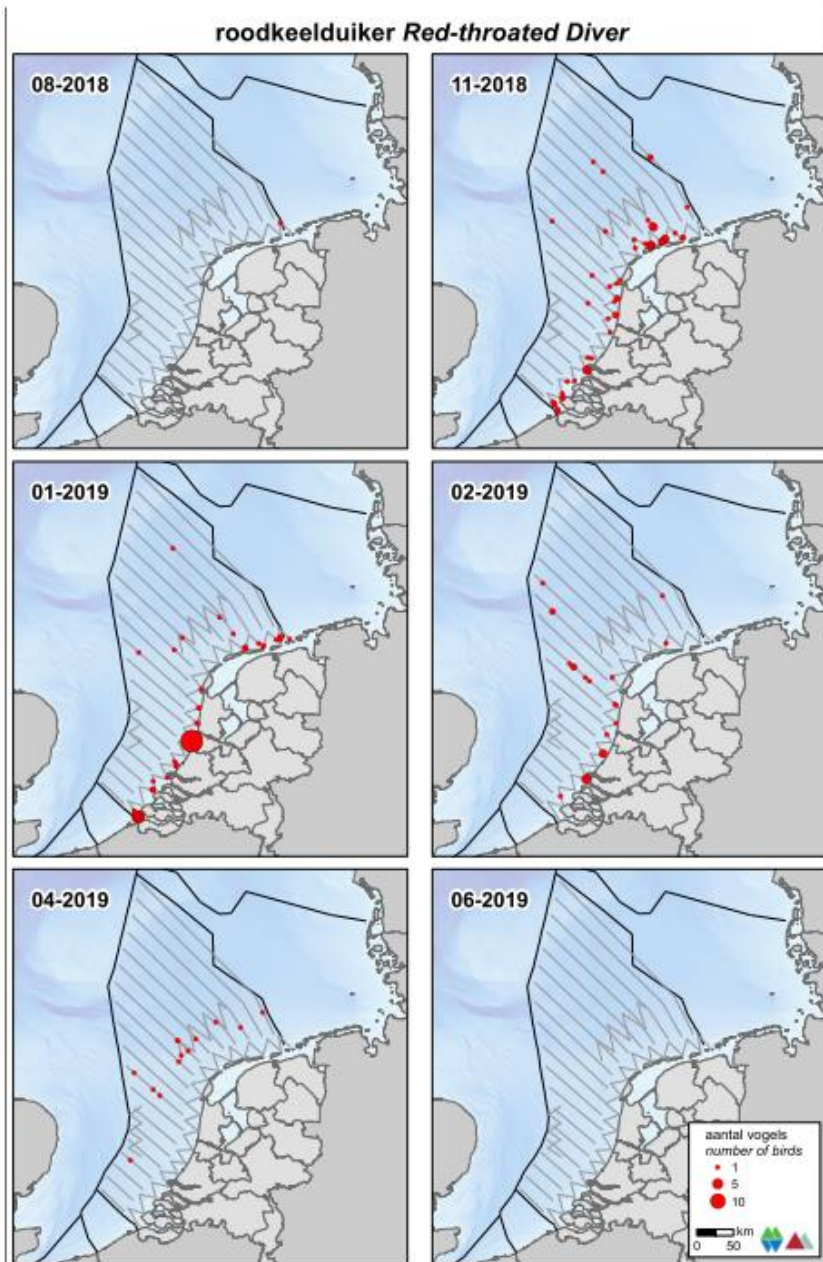 roodkeelduiker Red-throated Diver
08-2018
11-2018
01-2019
02-2019
04-2019
06-2019
aantal vogels
number of birds
1
5
10
km
0 50